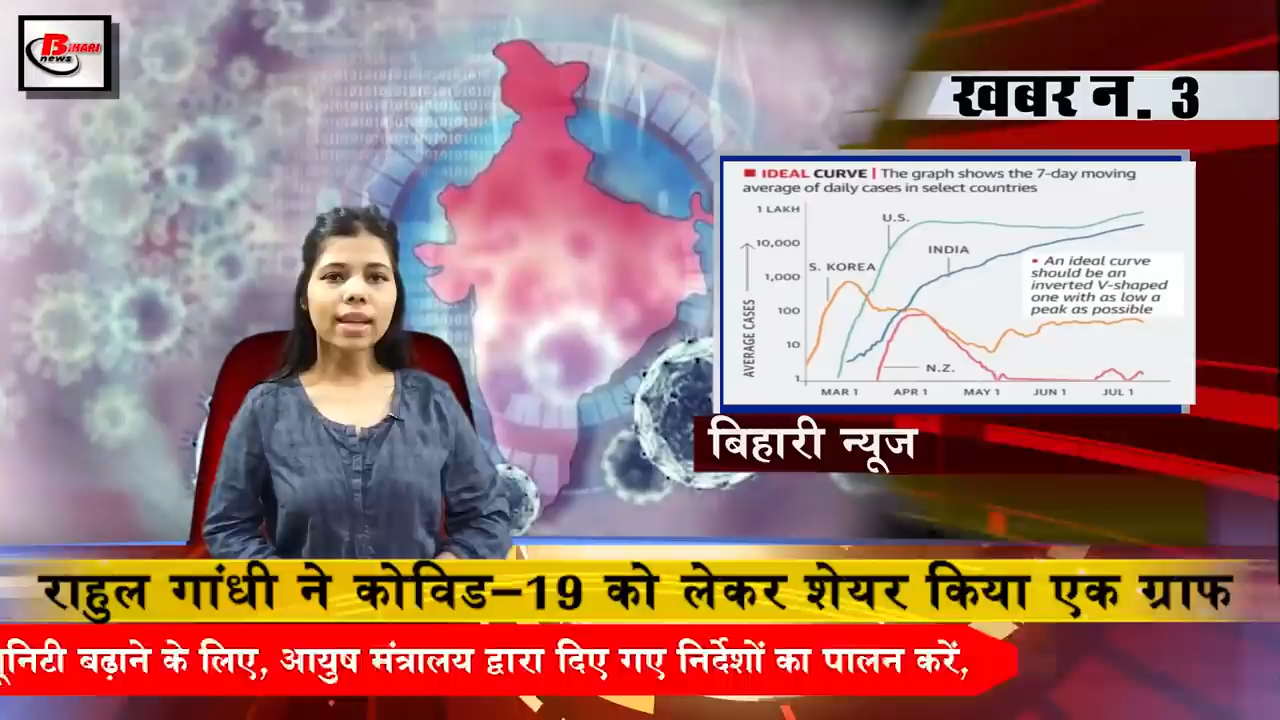 BIHARI
news
खबर न. 3
■ IDEAL CURVE | The graph shows the 7-day moving
average of daily cases in select countries
1 LAKH
10,000
1,000
100
10
1
AVERAGE CASES
U.S.
INDIA
S. KOREA
N.Z.
• An ideal curve
should be an
inverted V-shaped
one with as low a
peak as possible
MAR 1 APR 1 MAY 1 JUN 1 JUL 1
बिहारी न्यूज
राहुल गांधी ने कोविड-19 को लेकर शेयर किया एक ग्राफ
बढ़ाने के लिए, आयुष मंत्रालय द्वारा दिए गए निर्देशों का पालन करें,